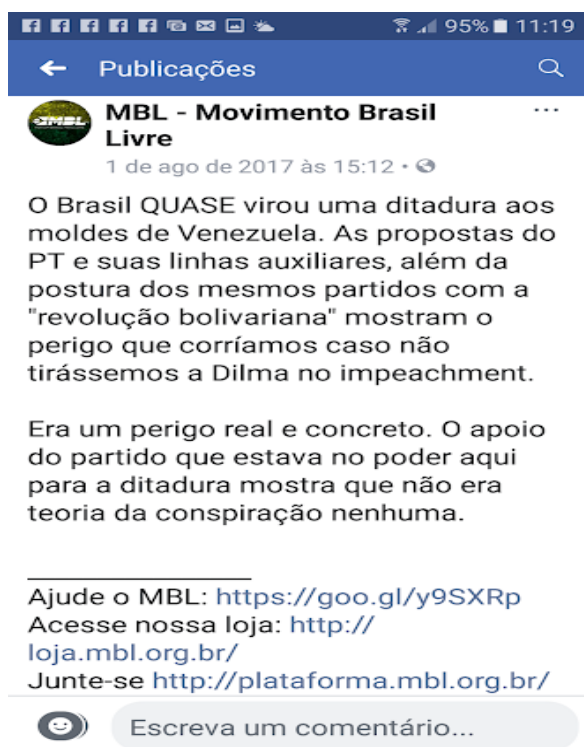 95% 11:19
Publicações
MBL - Movimento Brasil
Livre
1 de ago de 2017 às 15:12
O Brasil QUASE virou uma ditadura aos
moldes de Venezuela. As propostas do
PT e suas linhas auxiliares, além da
postura dos mesmos partidos com a
"revolução bolivariana" mostram o
perigo que corríamos caso não
tirássemos a Dilma no impeachment.
Era um perigo real e concreto. O apoio
do partido que estava no poder aqui
para a ditadura mostra que não era
teoria da conspiração nenhuma.
Ajude o MBL: https://goo.gl/y9SXRp
Acesse nossa loja: http://
loja.mbl.org.br/
Junte-se http://plataforma.mbl.org.br/
Escreva um comentário...